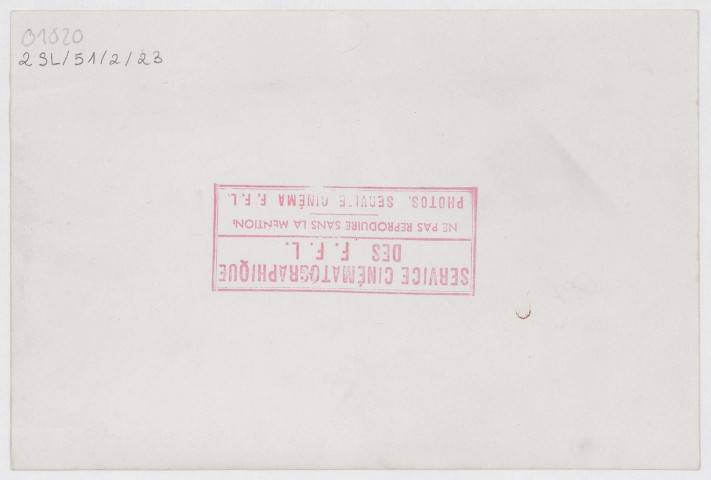 01020
2SL/51/2/23
SERVICE CINÉMATOGRAPHIQUE
DES F. F. L.
NE PAS REPRODUIRE SANS LA MENTION:
PHOTOS. SERVICE CINÉMA F. F. L.